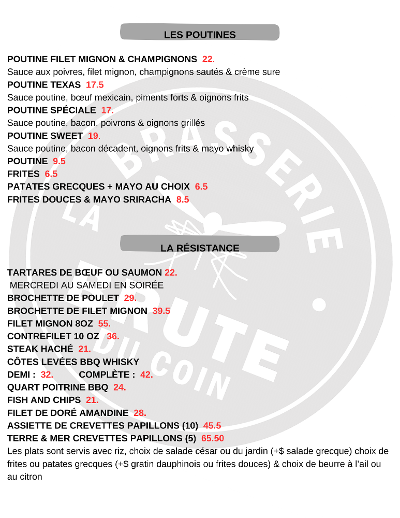 LES POUTINES
POUTINE FILET MIGNON & CHAMPIGNONS 22.
Sauce aux poivres, filet mignon, champignons sautés & crème sure
POUTINE TEXAS 17.5
Sauce poutine, bœuf mexicain, piments forts & oignons frits
POUTINE SPÉCIALE 17.
Sauce poutine, bacon, poivrons & oignons grillés
POUTINE SWEET 19.
Sauce poutine, bacon décadent, oignons frits & mayo whisky
POUTINE 9.5
FRITES 6.5
PATATES GRECQUES + MAYO AU CHOIX 6.5
FRITES DOUCES & MAYO SRIRACHA 8.5
LA RÉSISTANCE
TARTARES DE BŒUF OU SAUMON 22.
MERCREDI AU SAMEDI EN SOIRÉE
BROCHETTE DE POULET 29.
BROCHETTE DE FILET MIGNON 39.5
FILET MIGNON 8OZ 55.
CONTREFILET 10 OZ 36.
STEAK HACHÉ 21.
CÔTES LEVÉES BBQ WHISKY
DEMI : 32. COMPLÈTE : 42.
QUART POITRINE BBQ 24.
FISH AND CHIPS 21.
FILET DE DORÉ AMANDINE 28.
ASSIETTE DE CREVETTES PAPILLONS (10) 45.5
TERRE & MER CREVETTES PAPILLONS (5) 65.50
Les plats sont servis avec riz, choix de salade césar ou du jardin (+$ salade grecque) choix de
frites ou patates grecques (+$ gratin dauphinois ou frites douces) & choix de beurre à l'ail ou
au citron
LA BRASSERIE
BRUTE
DU COIN